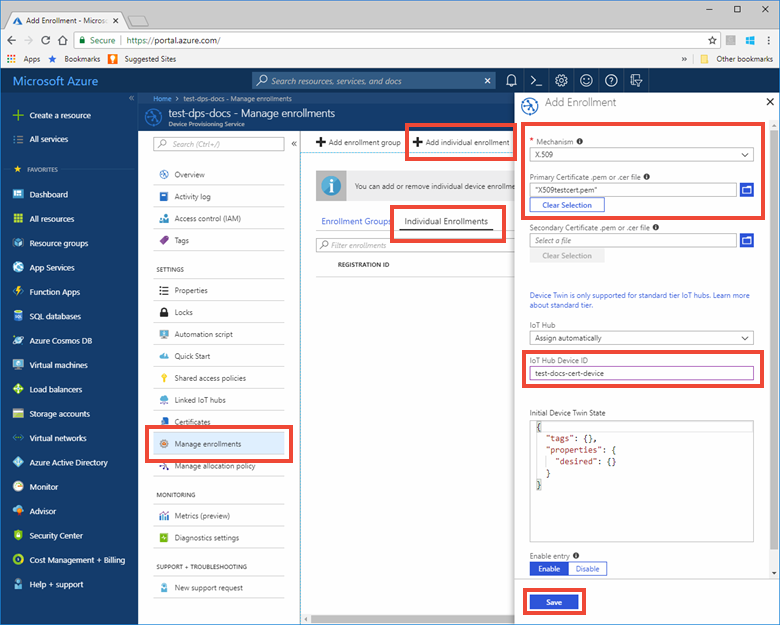 Add Enrollment - Micros
Secure
https://portal.azure.com/
Apps
Bookmarks
Suggested Sites
»
Other bookmarks
Microsoft Azure
Search resources, services, and docs
Create a resource
All services
FAVORITES
Dashboard
All resources
Resource groups
App Services
Function Apps
SQL databases
Azure Cosmos DB
Virtual machines
Load balancers
Storage accounts
Virtual networks
Azure Active Directory
Monitor
Advisor
Security Center
Cost Management + Billing
Help + support
Home > test-dps-docs - Manage enrollments
test-dps-docs - Manage enrollments
Device Provisioning Service
Search (Ctrl+/)
Overview
Activity log
Access control (IAM)
Tags
SETTINGS
Properties
Locks
Automation script
Quick Start
Shared access policies
Linked IoT hubs
Certificates
Manage enrollments
Manage allocation policy
MONITORING
Metrics (preview)
Diagnostics settings
SUPPORT + TROUBLESHOOTING
New support request
Add enrollment group
Add individual enrollment
You can add or remove individual device enrollme
Enrollment Groups
Individual Enrollments
Filter enrollments
REGISTRATION ID
Add Enrollment
* Mechanism
X.509
Primary Certificate .pem or .cer file
"X509testcert.pem"
Clear Selection
Secondary Certificate .pem or .cer file
Select a file
Clear Selection
Device Twin is only supported for standard tier IoT hubs. Learn more
about standard tier.
IoT Hub
Assign automatically
IoT Hub Device ID
test-docs-cert-device
Initial Device Twin State
{
"tags": {},
"properties": {
"desired": {}
}
}
Enable entry
Enable
Disable
Save